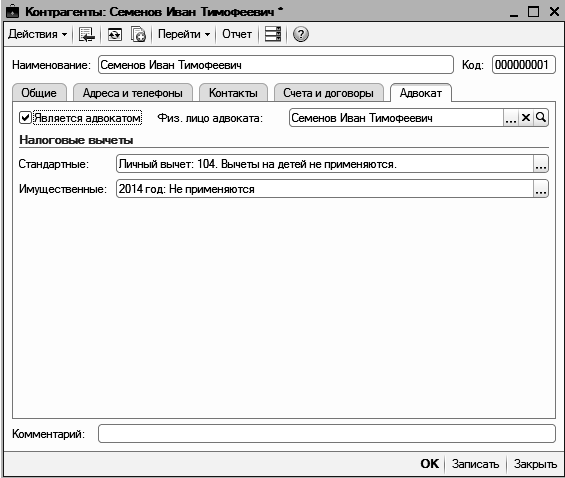 Контрагенты: Семенов Иван Тимофеевич *
Действия Перейти Отчет ?
Наименование: Семенов Иван Тимофеевич Код: 000000001
Общие Адреса и телефоны Контакты Счета и договоры Адвокат
Является адвокатом Физ. лицо адвоката: Семенов Иван Тимофеевич ... ×
Налоговые вычеты
Стандартные: Личный вычет: 104. Вычеты на детей не применяются. ...
Имущественные: 2014 год: Не применяются ...
Комментарий:
OK Записать Закрыть